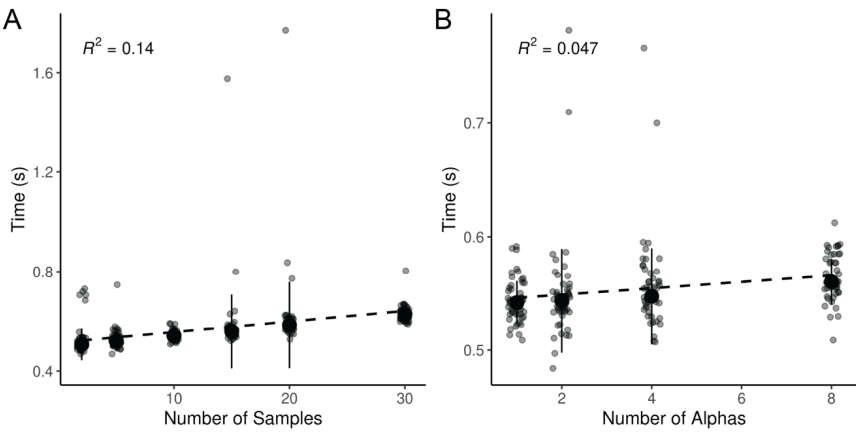 A
R² = 0.14
Time (s)
1.6
1.2
0.8
0.4
10 20 30
Number of Samples
B
R² = 0.047
Time (s)
0.7
0.6
0.5
2 4 6 8
Number of Alphas